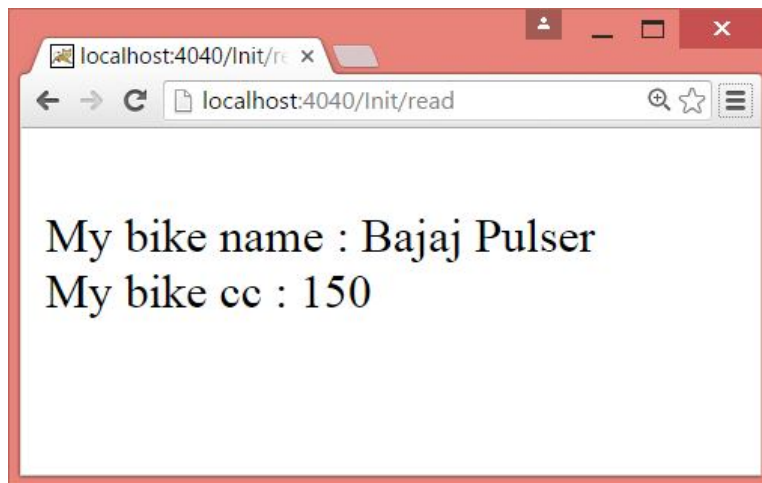 localhost:4040/Init/re
localhost:4040/Init/read
My bike name : Bajaj Pulser
My bike cc : 150